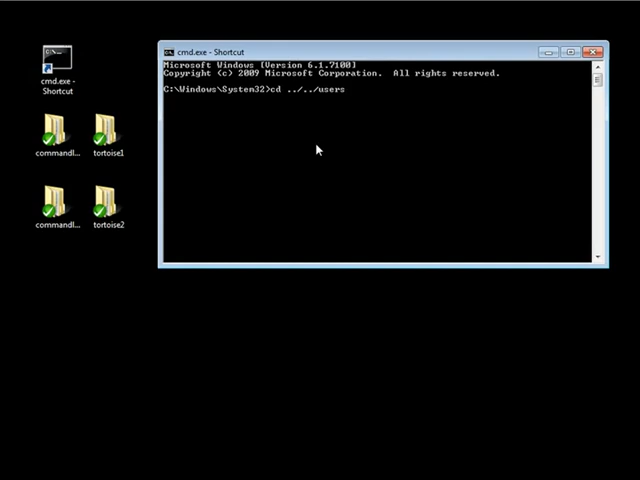 cmd.exe - Shortcut
Microsoft Windows [Version 6.1.7100]
Copyright (c) 2009 Microsoft Corporation.  All rights reserved.
C:\Windows\System32>cd ../../users
cmd.exe -
Shortcut
commandl...
tortoise1
commandl...
tortoise2